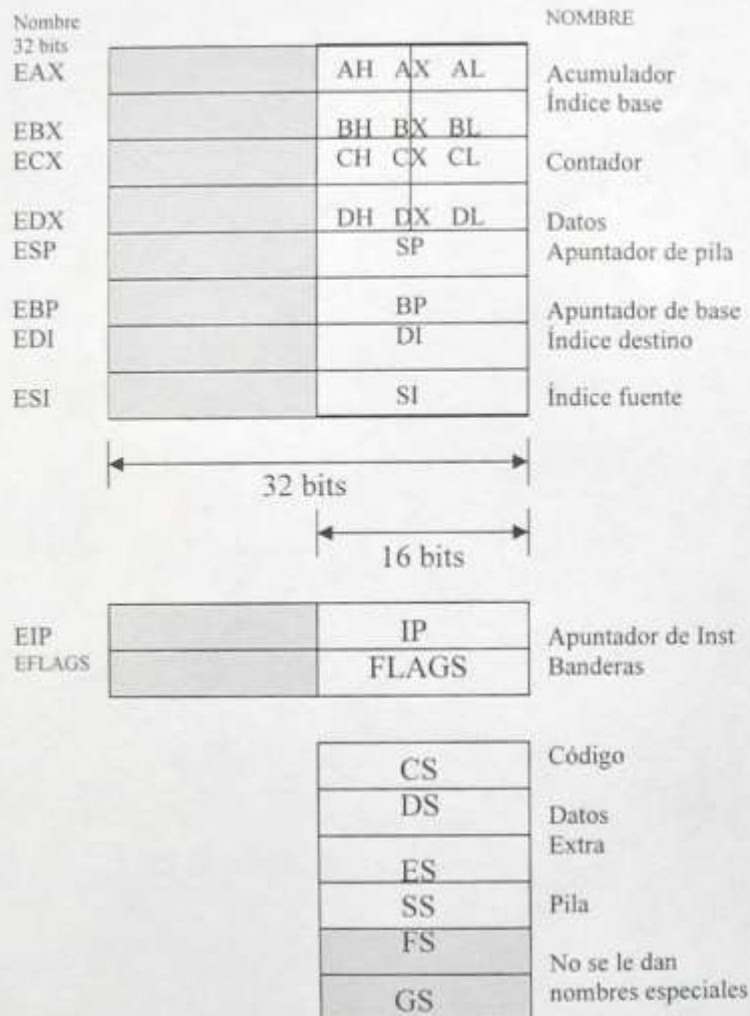 Nombre
32 bits
NOMBRE
EAX AH AX AL Acumulador
Índice base
EBX BH BX BL
ECX CH CX CL Contador
EDX DH DX DL Datos
ESP SP Apuntador de pila
EBP BP Apuntador de base
EDI DI Índice destino
ESI SI Índice fuente
32 bits
16 bits
EIP IP Apuntador de Inst
EFLAGS FLAGS Banderas
CS Código
DS Datos
Extra
ES
SS Pila
FS
No se le dan
nombres especiales
GS